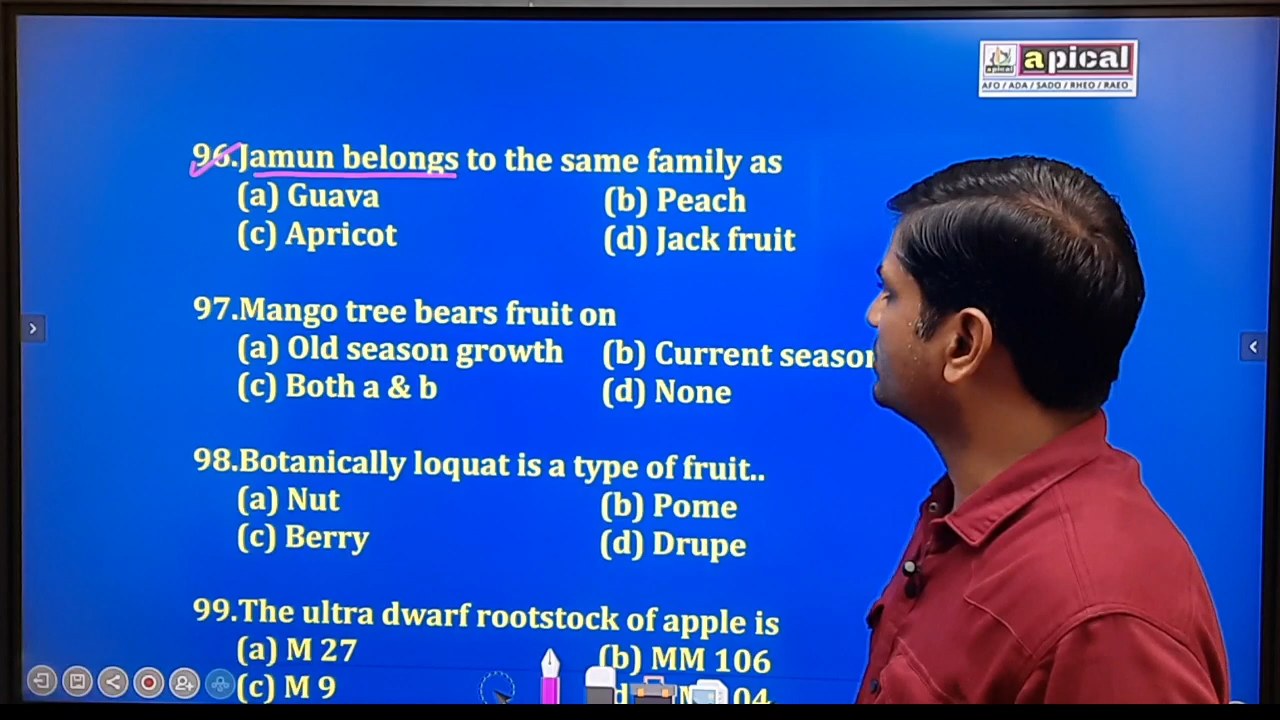 apical
apical
AFO / ADA / SADO / RHEO / RAEO
96.Jamun belongs to the same family as
(a) Guava (b) Peach
(c) Apricot (d) Jack fruit
97.Mango tree bears fruit on
(a) Old season growth (b) Current season
(c) Both a & b (d) None
98.Botanically loquat is a type of fruit..
(a) Nut (b) Pome
(c) Berry (d) Drupe
99.The ultra dwarf rootstock of apple is
(a) M 27 (b) MM 106
(c) M 9